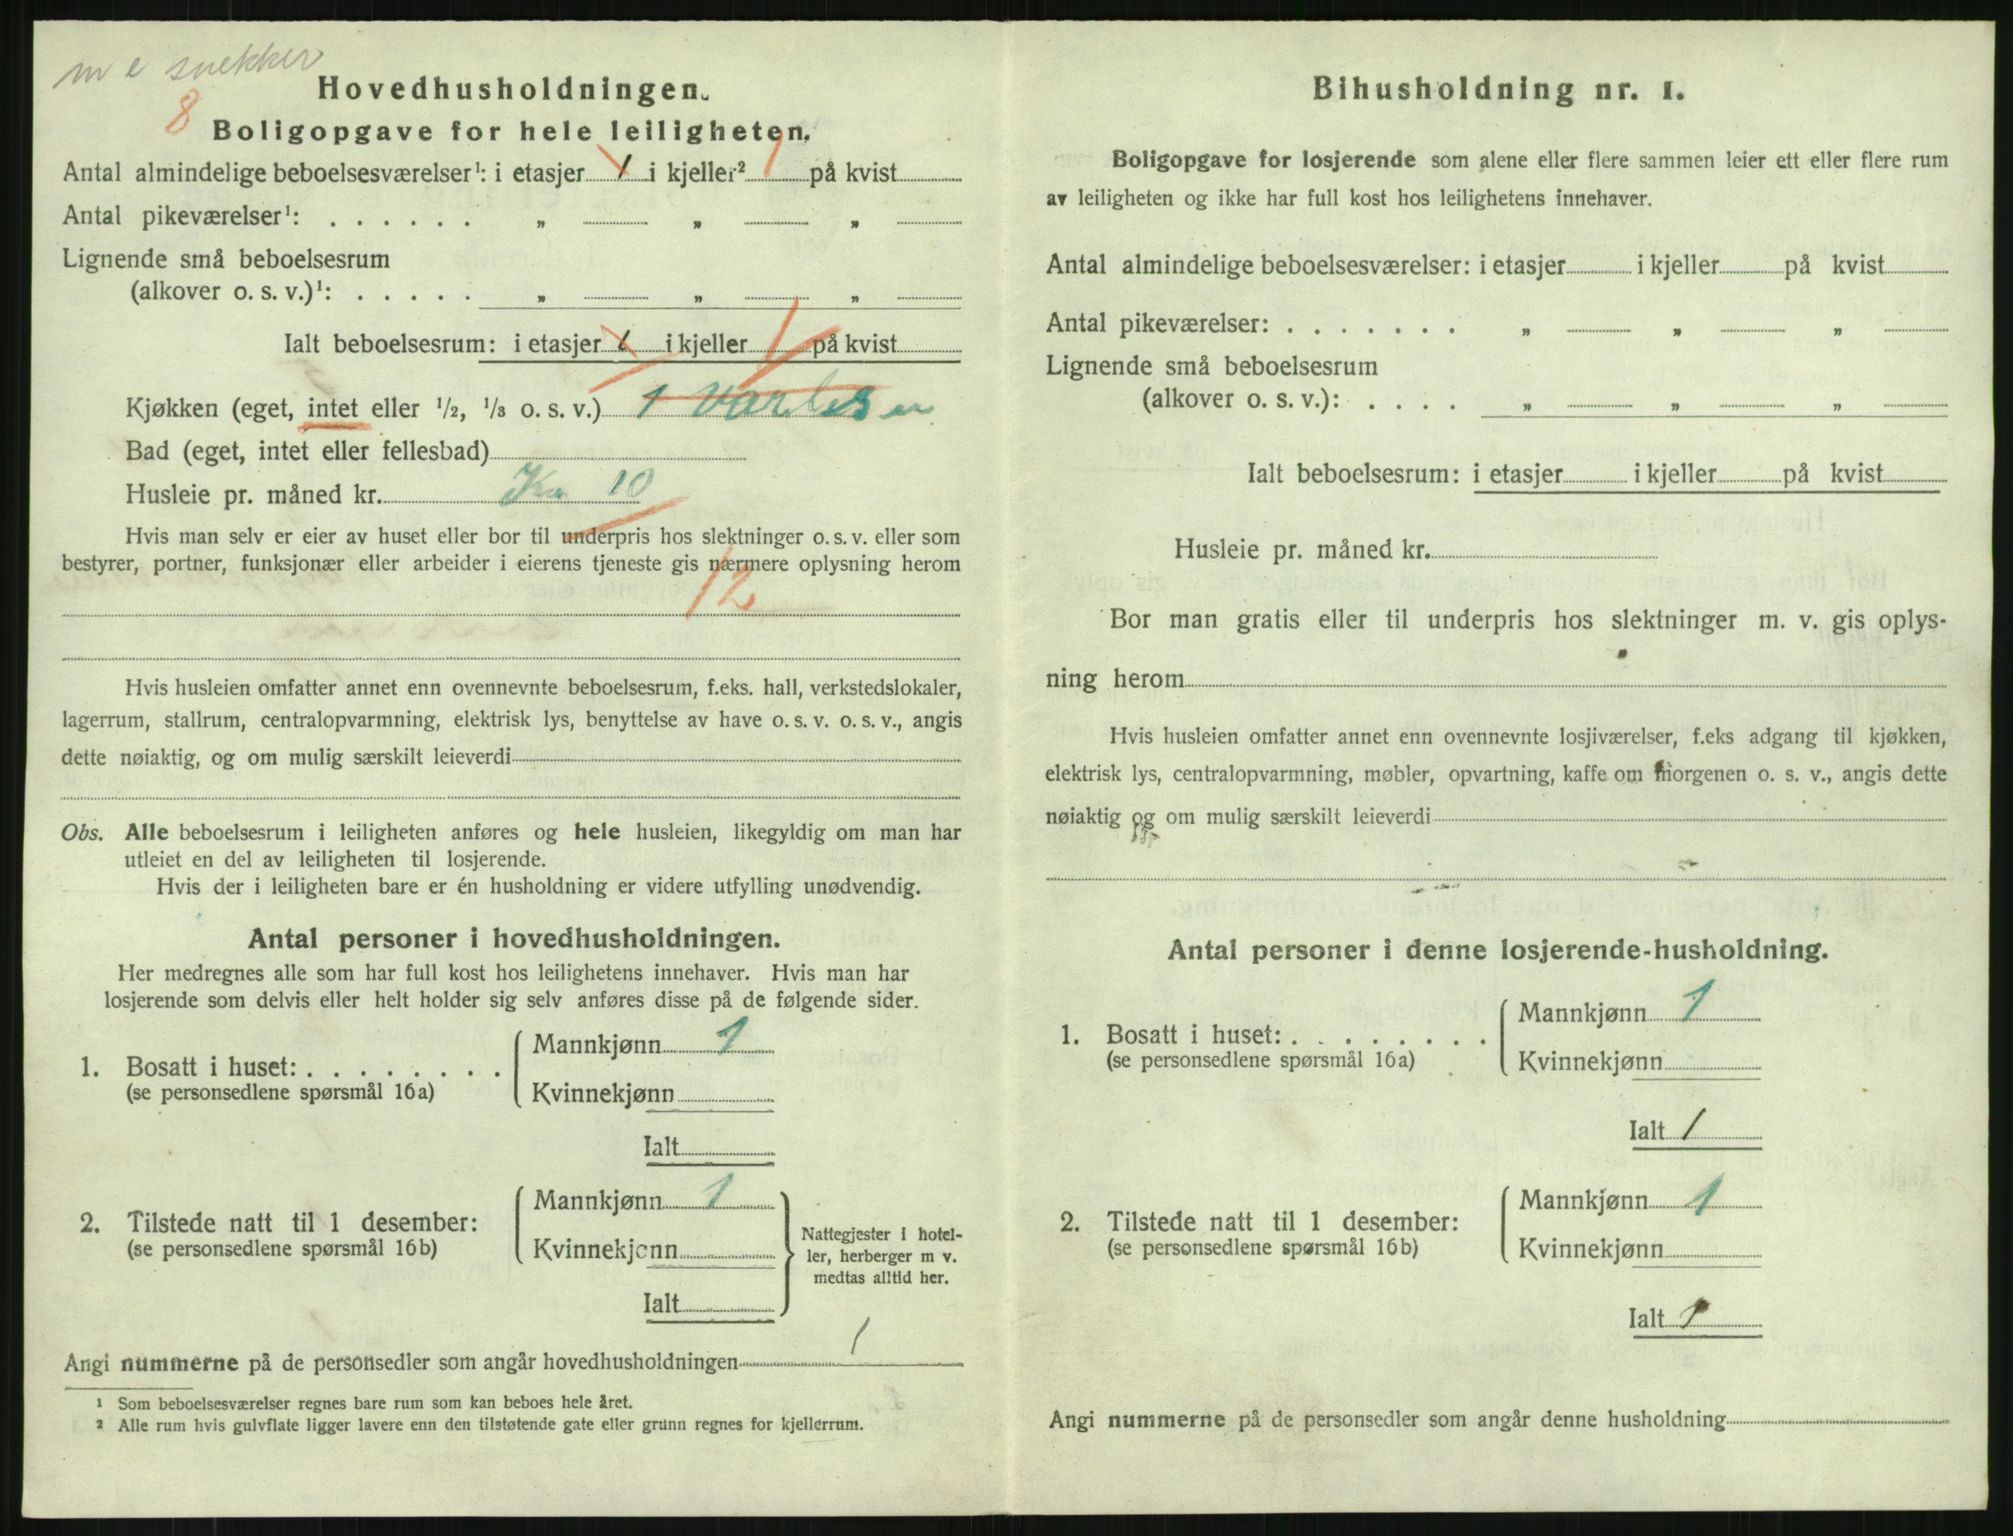 m e snekker
8
Hovedhusholdningen.
Boligopgave for hele leiligheten.
Antal almindelige beboelsesværelser¹: i etasjer 1 i kjeller² 1 på kvist
Antal pikeværelser¹: . . . . . . „ „ „
Lignende små beboelsesrum
(alkover o. s. v.)¹: . . . . . „ „ „
Ialt beboelsesrum: i etasjer 1 i kjeller 1 på kvist
Kjøkken (eget, intet eller 1/2, 1/3 o. s. v.) 1
Bad (eget, intet eller fellesbad)
Husleie pr. måned kr. Kr 10
Hvis man selv er eier av huset eller bor til underpris hos slektninger o. s. v. eller som
bestyrer, portner, funksjonær eller arbeider i eierens tjeneste gis nærmere oplysning herom
12
Hvis husleien omfatter annet enn ovennevnte beboelsesrum, f.eks. hall, verkstedslokaler,
lagerrum, stallrum, centralopvarmning, elektrisk lys, benyttelse av have o. s. v. o. s. v., angis
dette nøiaktig, og om mulig særskilt leieverdi
Obs. Alle beboelsesrum i leiligheten anføres og hele husleien, likegyldig om man har
utleiet en del av leiligheten til losjerende.
Hvis der i leiligheten bare er én husholdning er videre utfylling unødvendig.
Antal personer i hovedhusholdningen.
Her medregnes alle som har full kost hos leilighetens innehaver. Hvis man har
losjerende som delvis eller helt holder sig selv anføres disse på de følgende sider.
1. Bosatt i huset: . . . . . . . .
(se personsedlene spørsmål 16a)
Mannkjønn 1
Kvinnekjønn
Ialt
2. Tilstede natt til 1 desember:
(se personsedlene spørsmål 16b)
Mannkjønn 1
Kvinnekjønn
Ialt
Nattegjester i hotel-
ler, herberger m v.
medtas alltid her.
Angi nummerne på de personsedler som angår hovedhusholdningen 1
¹ Som beboelsesværelser regnes bare rum som kan beboes hele året.
² Alle rum hvis gulvflate ligger lavere enn den tilstøtende gate eller grunn regnes for kjellerrum.
Bihusholdning nr. 1.
Boligopgave for losjerende som alene eller flere sammen leier ett eller flere rum
av leiligheten og ikke har full kost hos leilighetens innehaver.
Antal almindelige beboelsesværelser: i etasjer i kjeller på kvist
Antal pikeværelser: . . . . . . . „ „ „
Lignende små beboelsesrum
(alkover o. s. v.): . . . . „ „ „
Ialt beboelsesrum: i etasjer i kjeller på kvist
Husleie pr. måned kr.
Bor man gratis eller til underpris hos slektninger m. v. gis oplys-
ning herom
Hvis husleien omfatter annet enn ovennevnte losjiværelser, f.eks adgang til kjøkken,
elektrisk lys, centralopvarmning, møbler, opvartning, kaffe om morgenen o. s. v., angis dette
nøiaktig og om mulig særskilt leieverdi
Antal personer i denne losjerende-husholdning.
1. Bosatt i huset: . . . . . . . .
(se personsedlene spørsmål 16a)
Mannkjønn 1
Kvinnekjønn
Ialt 1
2. Tilstede natt til 1 desember:
(se personsedlene spørsmål 16b)
Mannkjønn 1
Kvinnekjønn
Ialt 1
Angi nummerne på de personsedler som angår denne husholdning